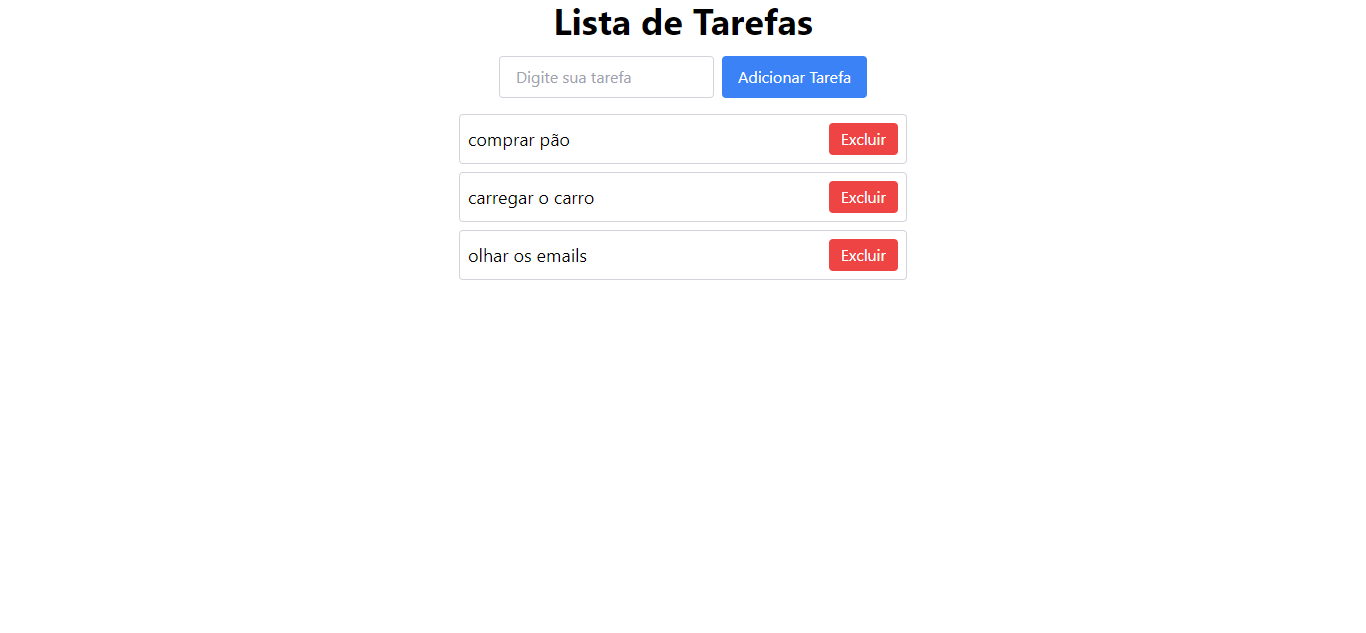 Lista de Tarefas
Digite sua tarefa Adicionar Tarefa
comprar pão Excluir
carregar o carro Excluir
olhar os emails Excluir